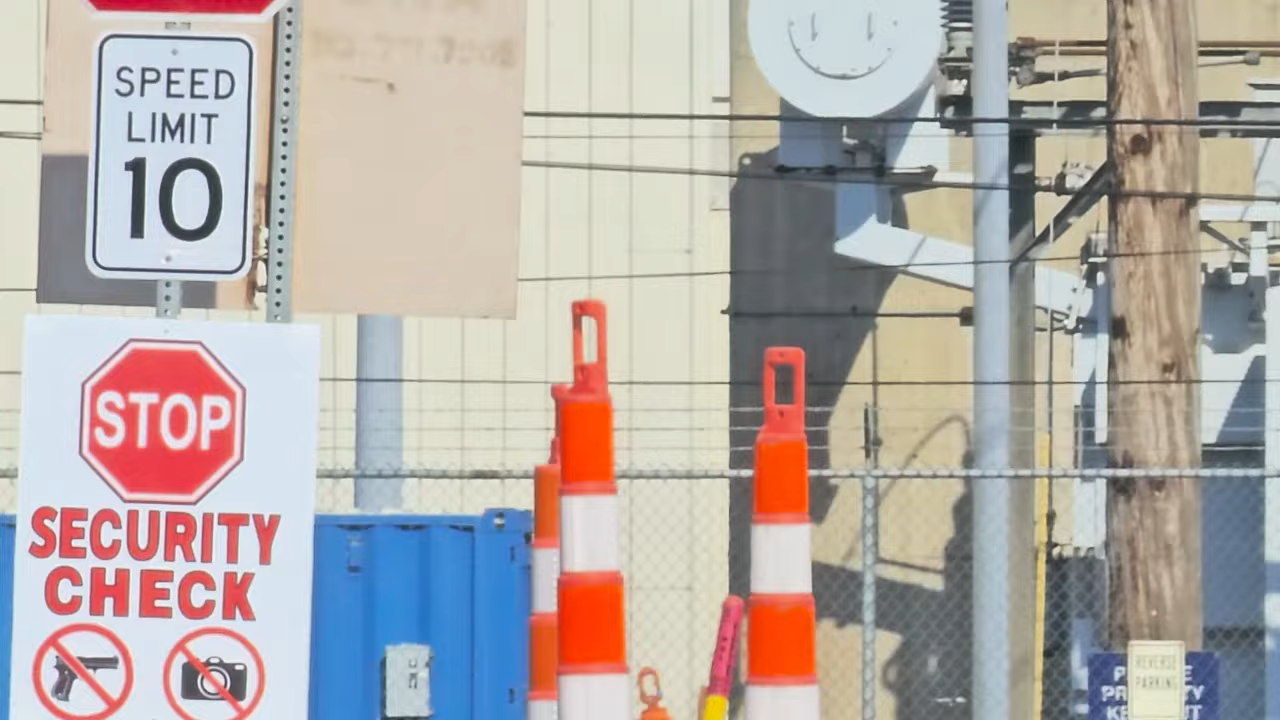 SPEED
LIMIT
10
STOP
SECURITY
CHECK
REVERSE
PARKING